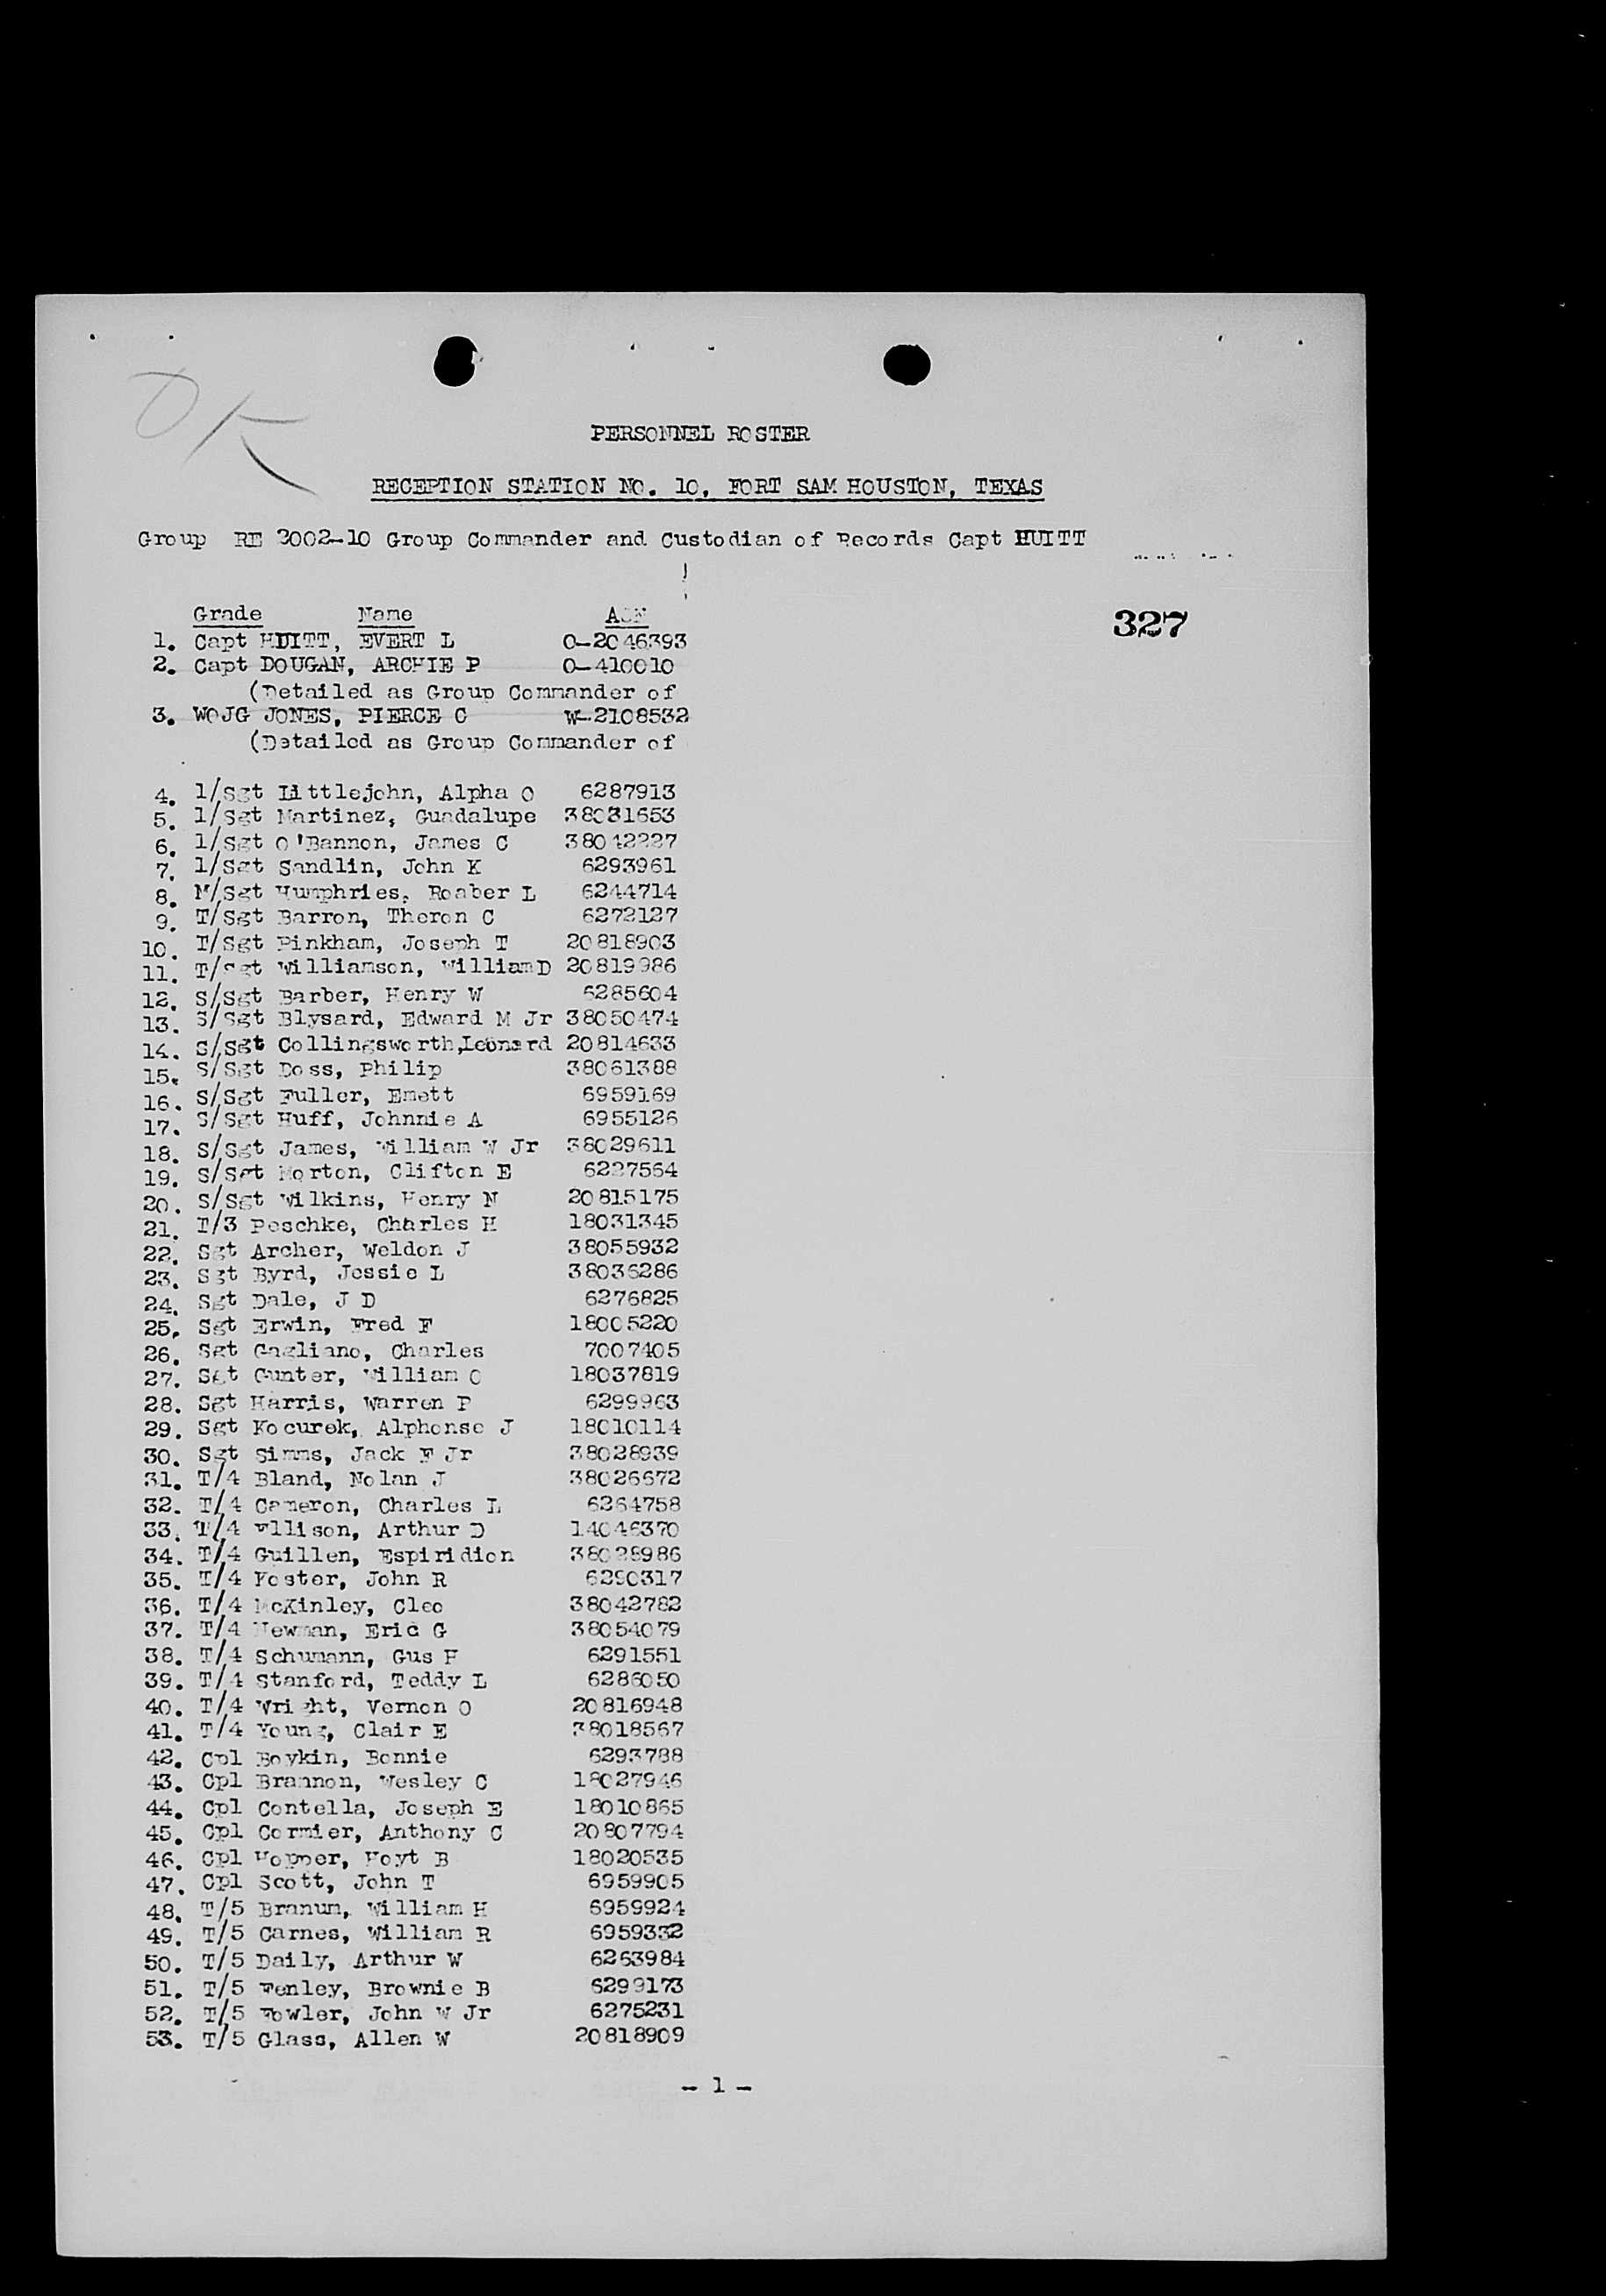 OK
PERSONNEL ROSTER
RECEPTION STATION NO. 10, FORT SAM HOUSTON, TEXAS
Group RE 2002-10 Group Commander and Custodian of Records Capt HUITT
327
Grade Name ASN
1. Capt HUITT, EVERT L O-2046393
2. Capt DOUGAN, ARCHIE P O-410010
(Detailed as Group Commander of
3. WOJG JONES, PIERCE C W-2108532
(Detailed as Group Commander of
4. 1/Sgt Littlejohn, Alpha O 6287913
5. 1/Sgt Martinez, Guadalupe 38031653
6. 1/Sgt O'Bannon, James C 38042227
7. 1/Sgt Sandlin, John K 6293961
8. M/Sgt Humphries, Roaber L 6244714
9. T/Sgt Barron, Theron C 6272127
10. T/Sgt Pinkham, Joseph T 20818903
11. T/Sgt Williamson, William D 20819986
12. S/Sgt Barber, Henry W 6285604
13. S/Sgt Blysard, Edward M Jr 38050474
14. S/Sgt Collingsworth,Leonard 20814633
15. S/Sgt Doss, Philip 38061388
16. S/Sgt Fuller, Emett 6959169
17. S/Sgt Huff, Johnnie A 6955126
18. S/Sgt James, William W Jr 38029611
19. S/Sgt Morton, Clifton E 6227564
20. S/Sgt Wilkins, Henry N 20815175
21. T/3 Peschke, Charles H 18031345
22. Sgt Archer, Weldon J 38055932
23. Sgt Byrd, Jessie L 38036286
24. Sgt Dale, J D 6276825
25. Sgt Erwin, Fred F 18005220
26. Sgt Gagliano, Charles 7007405
27. Sgt Gunter, William O 18037819
28. Sgt Harris, Warren P 6299963
29. Sgt Kocurek, Alphonse J 18010114
30. Sgt Simms, Jack F Jr 38028939
31. T/4 Bland, Nolan J 38026672
32. T/4 Cameron, Charles L 6264758
33. T/4 Ellison, Arthur D 14046370
34. T/4 Guillen, Espiridion 38028986
35. T/4 Foster, John R 6290317
36. T/4 McKinley, Cleo 38042782
37. T/4 Newman, Eric G 38054079
38. T/4 Schumann, Gus F 6291551
39. T/4 Stanford, Teddy L 6286050
40. T/4 Wright, Vernon O 20816948
41. T/4 Young, Clair E 38018567
42. Cpl Boykin, Bonnie 6293788
43. Cpl Brannon, Wesley C 18027946
44. Cpl Contella, Joseph E 18010865
45. Cpl Cormier, Anthony C 20807794
46. Cpl Hopper, Hoyt B 18020535
47. Cpl Scott, John T 6959905
48. T/5 Branum, William H 6959924
49. T/5 Carnes, William R 6959332
50. T/5 Daily, Arthur W 6263984
51. T/5 Fenley, Brownie B 6299173
52. T/5 Fowler, John W Jr 6275231
53. T/5 Glass, Allen W 20818909
- 1 -